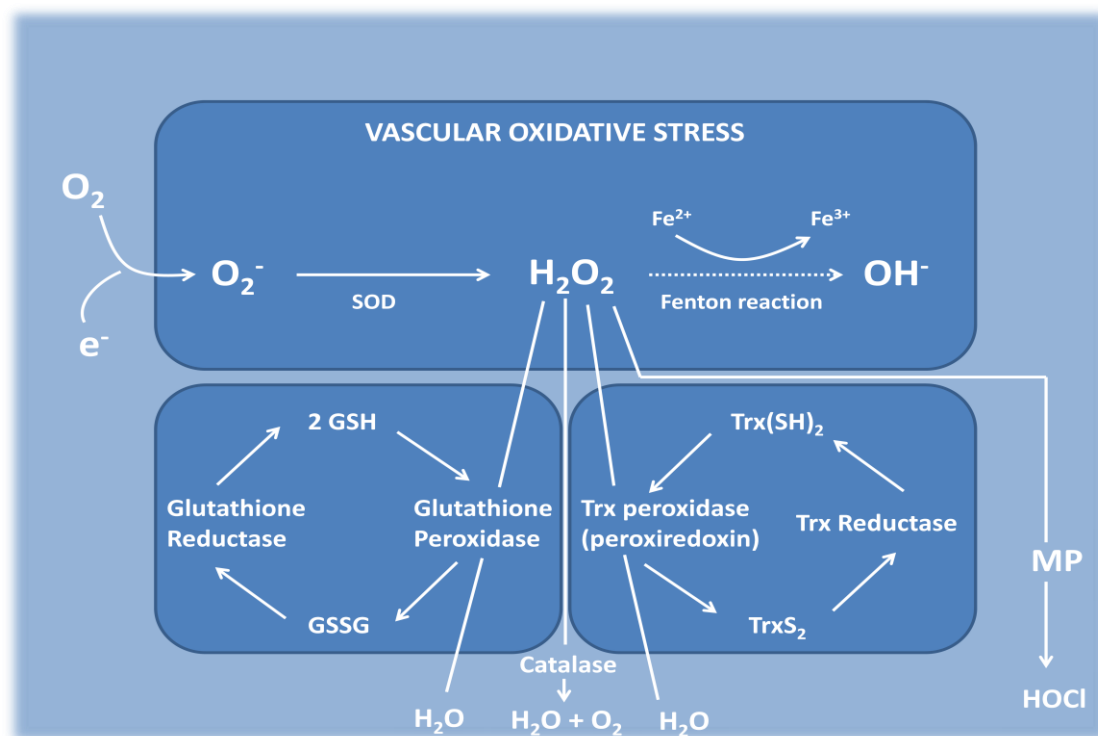 VASCULAR OXIDATIVE STRESS
O₂
Fe²⁺
Fe³⁺
O₂⁻
H₂O₂
OH⁻
SOD
Fenton reaction
e⁻
2 GSH
Trx(SH)₂
Glutathione
Reductase
Glutathione
Peroxidase
Trx peroxidase
(peroxiredoxin)
Trx Reductase
MP
GSSG
TrxS₂
Catalase
HOCl
H₂O
H₂O + O₂
H₂O